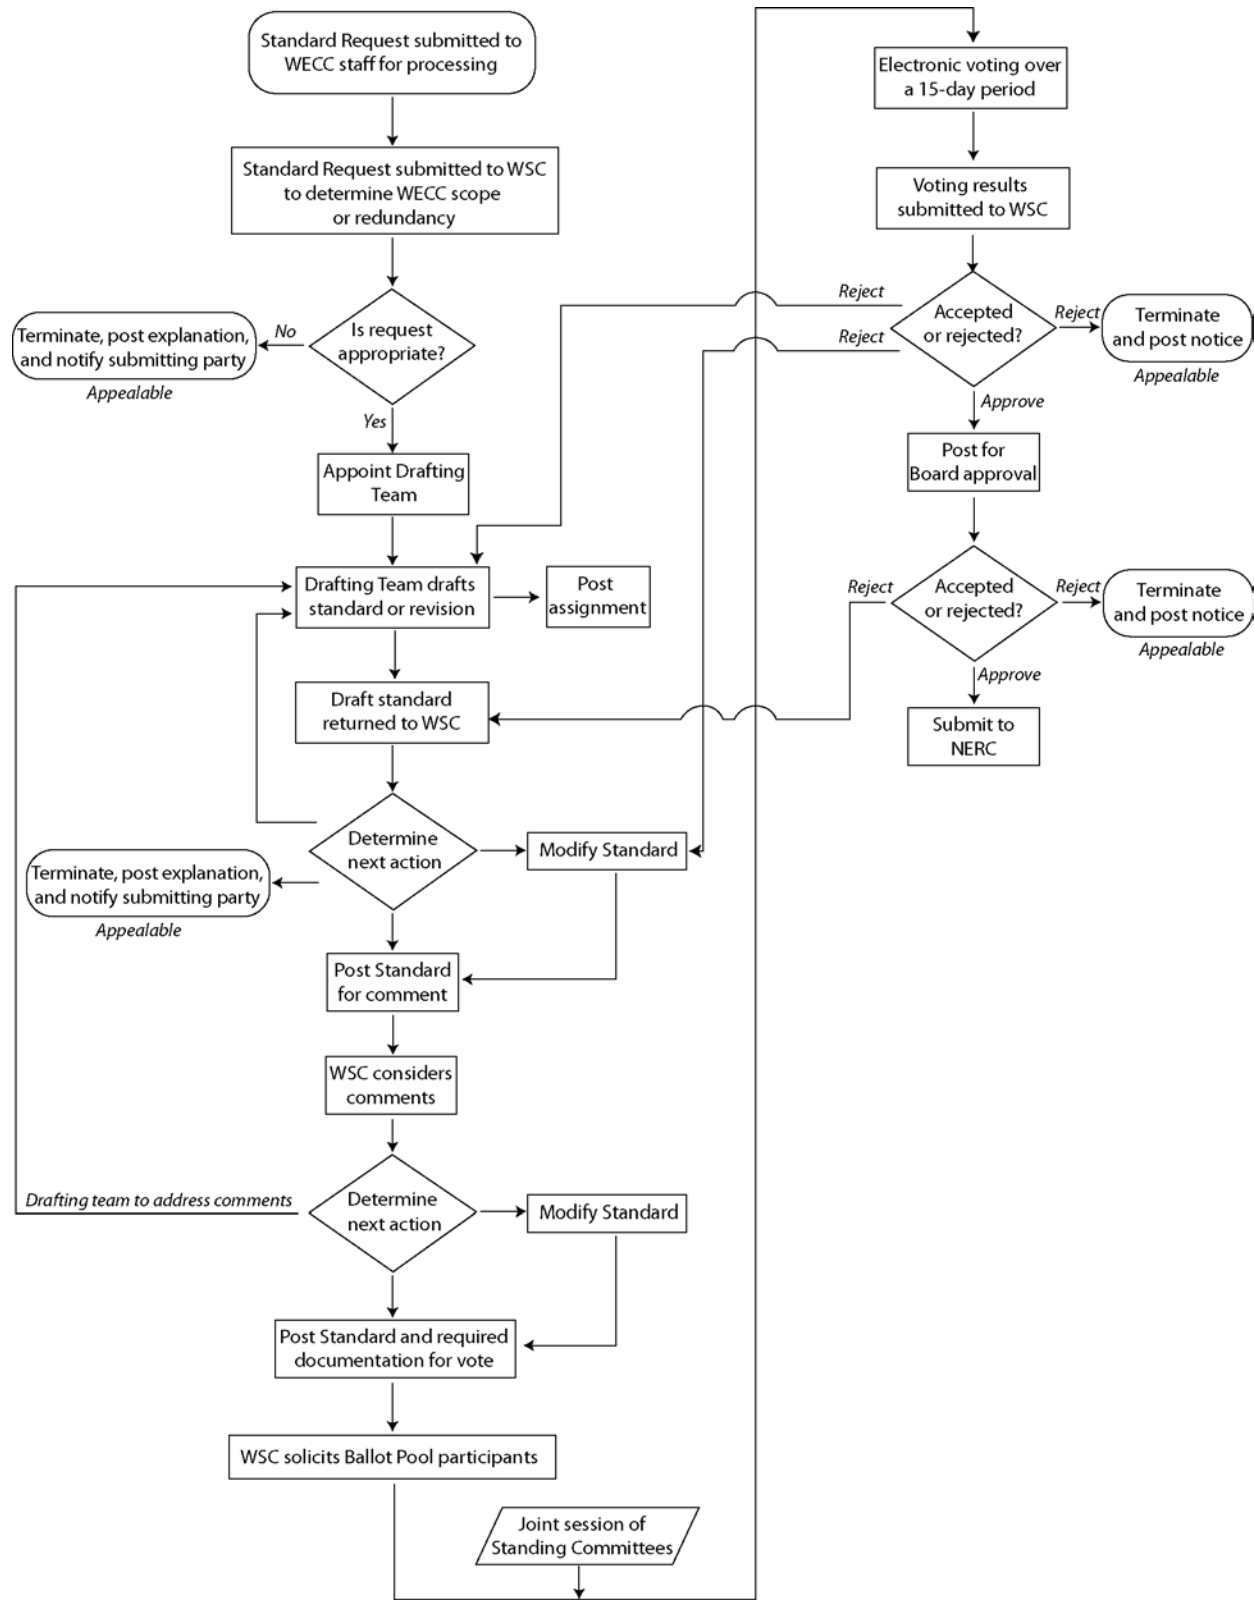 Standard Request submitted to
WECC staff for processing
Standard Request submitted to WSC
to determine WECC scope
or redundancy
Is request
appropriate?
No
Terminate, post explanation,
and notify submitting party
Appealable
Yes
Appoint Drafting
Team
Drafting Team drafts
standard or revision
Post
assignment
Draft standard
returned to WSC
Determine
next action
Modify Standard
Terminate, post explanation,
and notify submitting party
Appealable
Post Standard
for comment
WSC considers
comments
Drafting team to address comments
Determine
next action
Modify Standard
Post Standard and required
documentation for vote
WSC solicits Ballot Pool participants
Joint session of
Standing Committees
Electronic voting over
a 15-day period
Voting results
submitted to WSC
Reject
Reject
Accepted
or rejected?
Reject
Terminate
and post notice
Appealable
Approve
Post for
Board approval
Reject
Accepted
or rejected?
Reject
Terminate
and post notice
Appealable
Approve
Submit to
NERC